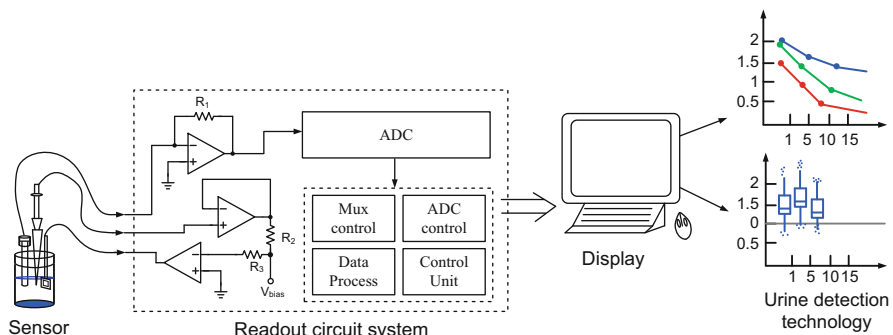 Sensor
R1
ADC
Mux control
ADC control
Data Process
Control Unit
R2
R3
Vbias
Readout circuit system
Display
2
1.5
1
0.5
1 5 10 15
2
1.5
0
0.5
1 5 10 15
Urine detection
technology